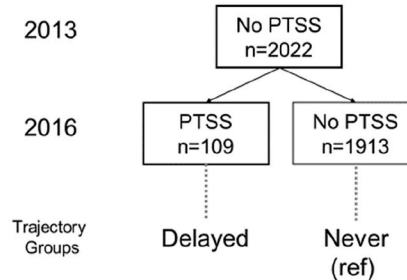 2013
No PTSS
n=2022
2016
PTSS
n=109
No PTSS
n=1913
Trajectory
Groups
Delayed
Never
(ref)